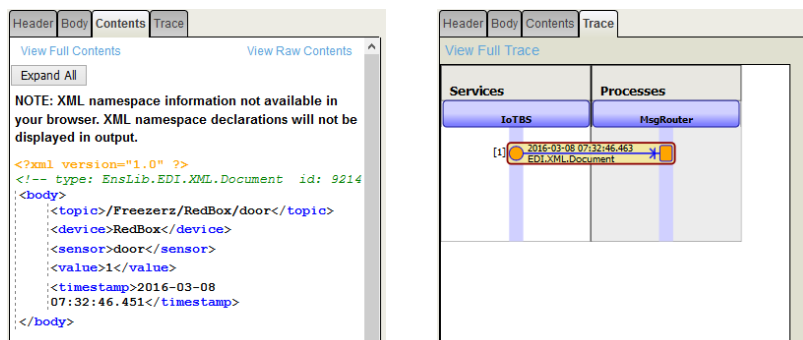 Header Body Contents Trace
View Full Contents View Raw Contents
Expand All
NOTE: XML namespace information not available in
your browser. XML namespace declarations will not be
displayed in output.
<?xml version="1.0" ?>
<!-- type: EnsLib.EDI.XML.Document id: 9214
<body>
<topic>/Freezerz/RedBox/door</topic>
<device>RedBox</device>
<sensor>door</sensor>
<value>1</value>
<timestamp>2016-03-08
07:32:46.451</timestamp>
</body>
Header Body Contents Trace
View Full Trace
Services Processes
IoTBS MsgRouter
[1] 2016-03-08 07:32:46.463
EDI.XML.Document